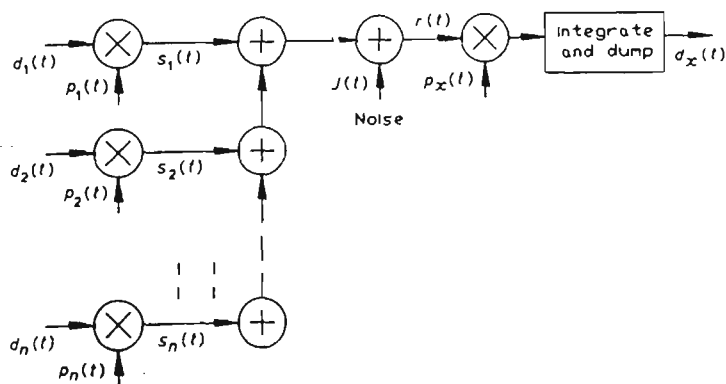 d₁(t)
p₁(t)
s₁(t)
J(t)
Noise
r(t)
pₓ(t)
Integrate
and dump
dₓ(t)
d₂(t)
p₂(t)
s₂(t)
dₙ(t)
pₙ(t)
sₙ(t)